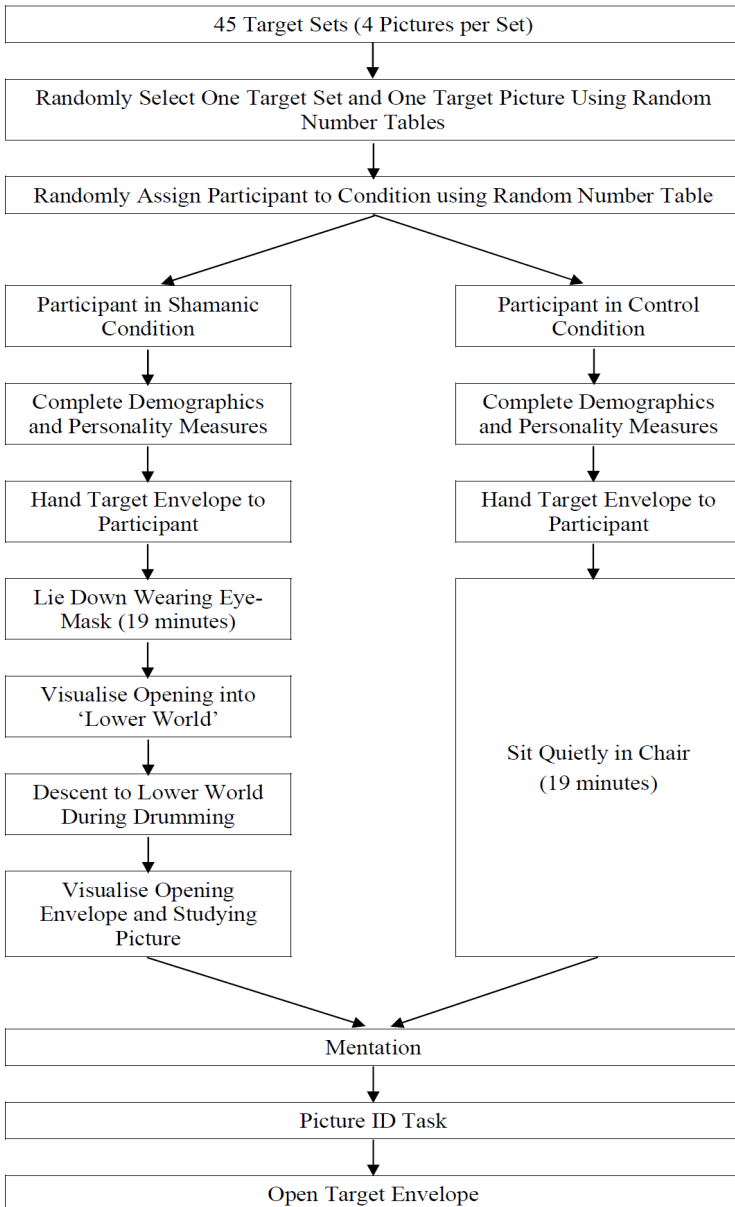 45 Target Sets (4 Pictures per Set)
Randomly Select One Target Set and One Target Picture Using Random
Number Tables
Randomly Assign Participant to Condition using Random Number Table
Participant in Shamanic
Condition
Complete Demographics
and Personality Measures
Hand Target Envelope to
Participant
Lie Down Wearing Eye-
Mask (19 minutes)
Visualise Opening into
‘Lower World’
Descent to Lower World
During Drumming
Visualise Opening
Envelope and Studying
Picture
Participant in Control
Condition
Complete Demographics
and Personality Measures
Hand Target Envelope to
Participant
Sit Quietly in Chair
(19 minutes)
Mentation
Picture ID Task
Open Target Envelope